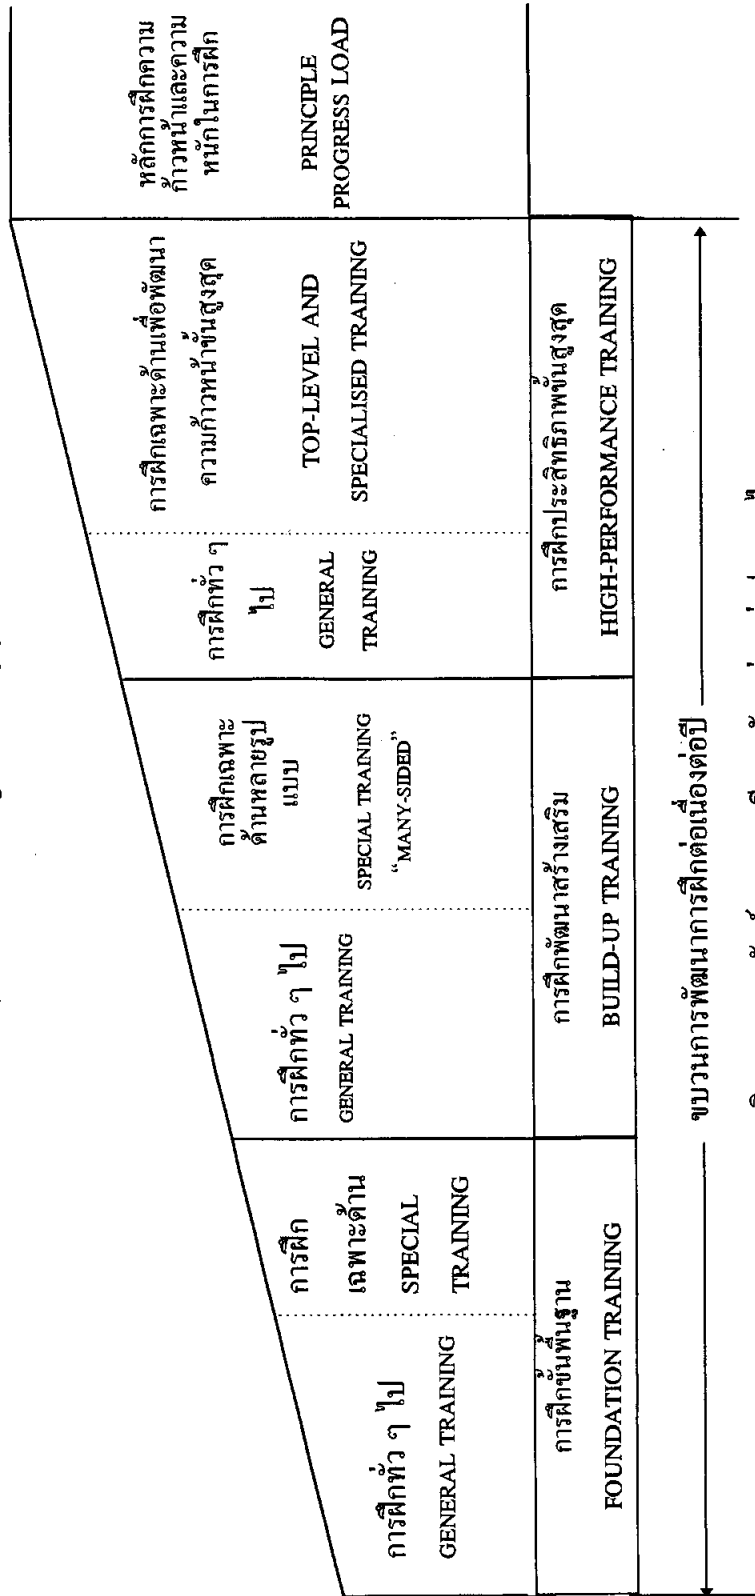 การฝึกทั่ว ๆ ไป
GENERAL TRAINING
การฝึก
เฉพาะด้าน
SPECIAL
TRAINING
การฝึกทั่ว ๆ ไป
GENERAL TRAINING
การฝึกเฉพาะ
ด้านหลายรูป
แบบ
SPECIAL TRAINING
“MANY-SIDED”
การฝึกทั่ว ๆ
ไป
GENERAL
TRAINING
การฝึกเฉพาะด้านเพื่อพัฒนา
ความก้าวหน้าขั้นสูงสุด
TOP-LEVEL AND
SPECIALISED TRAINING
หลักการฝึกความ
ก้าวหน้าและความ
หนักในการฝึก
PRINCIPLE
PROGRESS LOAD
การฝึกขั้นพื้นฐาน
FOUNDATION TRAINING
การฝึกพัฒนาสร้างเสริม
BUILD-UP TRAINING
การฝึกประสิทธิภาพขั้นสูงสุด
HIGH-PERFORMANCE TRAINING
ขบวนการพัฒนาการฝึกต่อเนื่องต่อปี